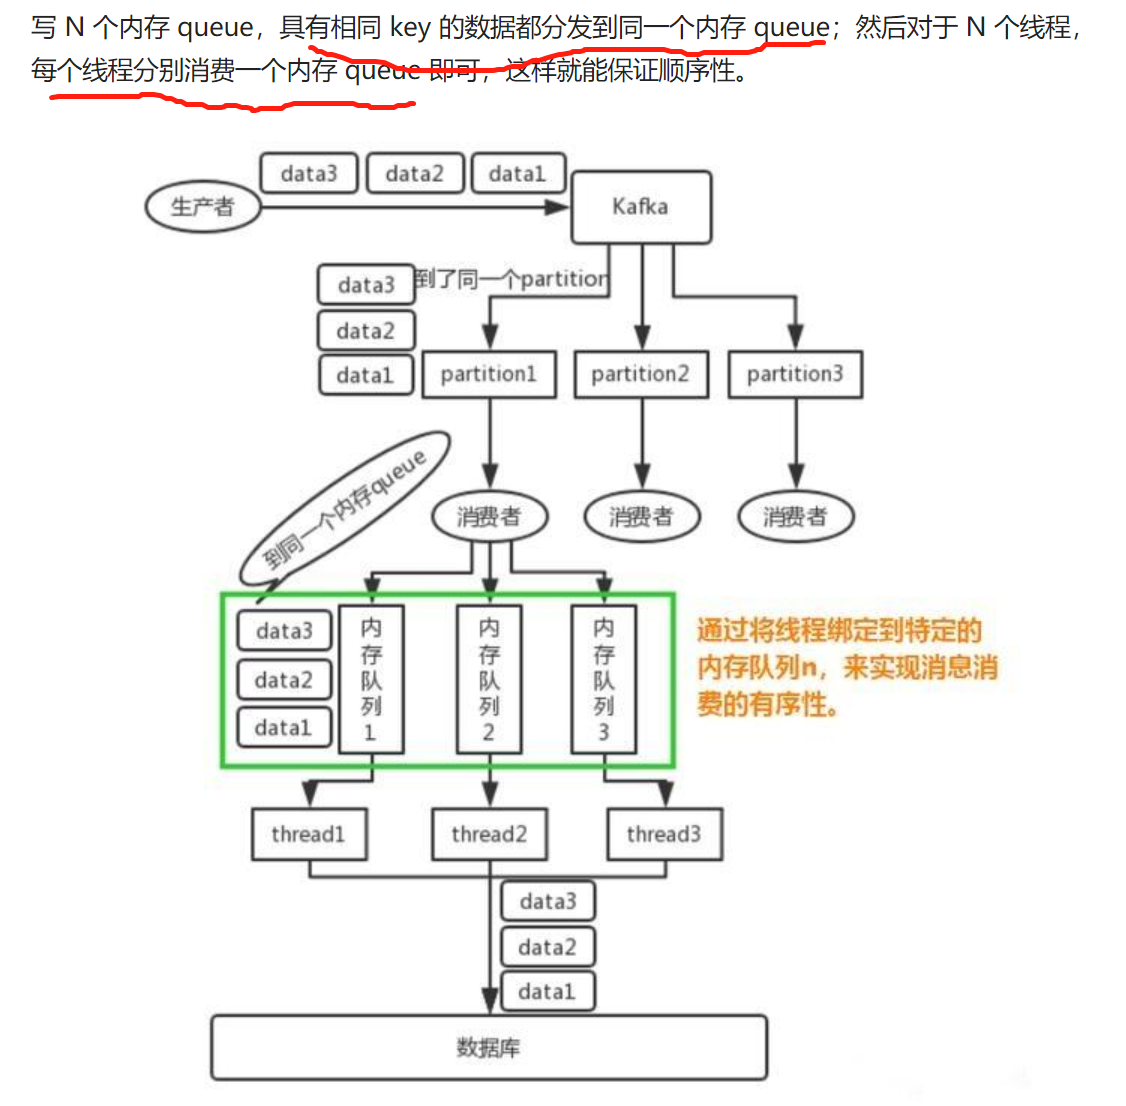 写 N 个内存 queue，具有相同 key 的数据都分发到同一个内存 queue；然后对于 N 个线程，
每个线程分别消费一个内存 queue 即可，这样就能保证顺序性。
data3 data2 data1
生产者
Kafka
data3
到了同一个partition
data2
data1
partition1 partition2 partition3
到同一个内存queue
消费者 消费者 消费者
data3
data2
data1
内存队列1
内存队列2
内存队列3
通过将线程绑定到特定的
内存队列n，来实现消息消
费的有序性。
thread1 thread2 thread3
data3
data2
data1
数据库